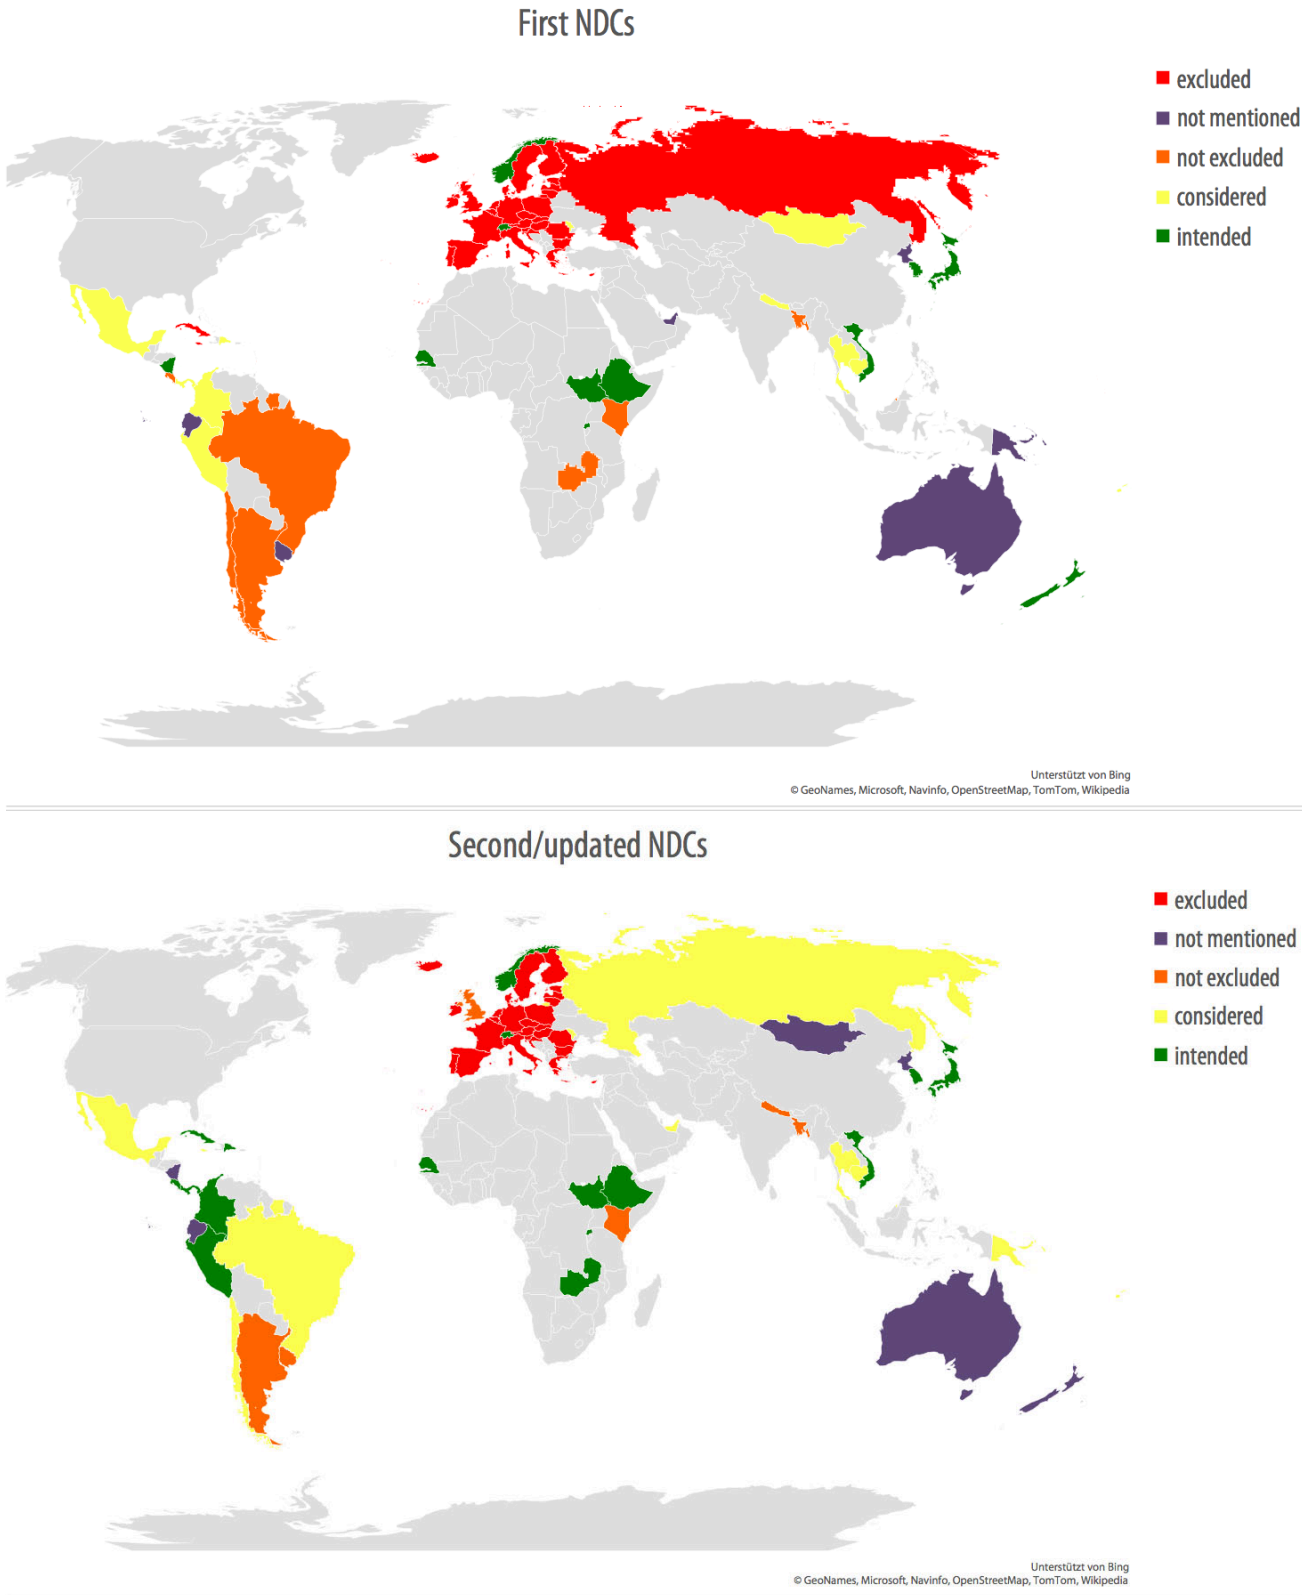 First NDCs
excluded
not mentioned
not excluded
considered
intended
Unterstützt von Bing
© GeoNames, Microsoft, Navinfo, OpenStreetMap, TomTom, Wikipedia
Second/updated NDCs
excluded
not mentioned
not excluded
considered
intended
Unterstützt von Bing
© GeoNames, Microsoft, Navinfo, OpenStreetMap, TomTom, Wikipedia